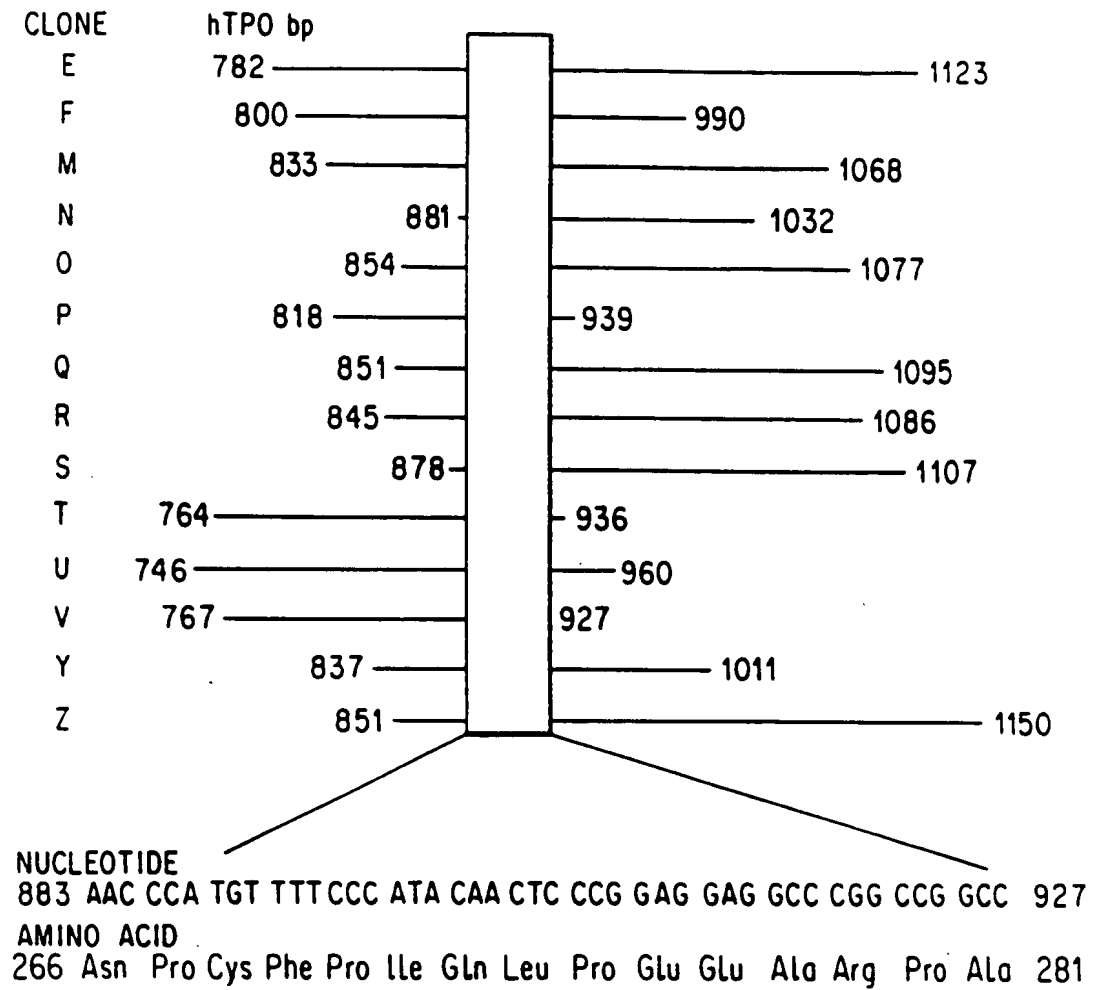 CLONE hTPO bp
E 782 1123
F 800 990
M 833 1068
N 881 1032
O 854 1077
P 818 939
Q 851 1095
R 845 1086
S 878 1107
T 764 936
U 746 960
V 767 927
Y 837 1011
Z 851 1150
NUCLEOTIDE
883 AAC CCA TGT TTT CCC ATA CAA CTC CCG GAG GAG GCC CGG CCG GCC 927
AMINO ACID
266 Asn Pro Cys Phe Pro Ile Gln Leu Pro Glu Glu Ala Arg Pro Ala 281